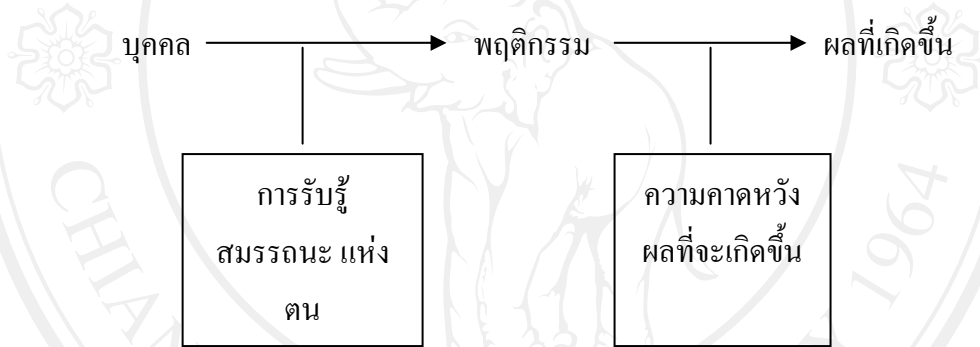 บุคคล พฤติกรรม ผลที่เกิดขึ้น
การรับรู้
สมรรถนะ แห่ง
ตน
ความคาดหวัง
ผลที่จะเกิดขึ้น
1964